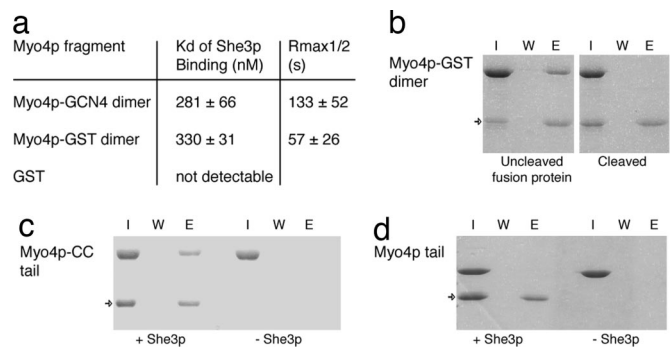 a
Myo4p fragment Kd of She3p Binding (nM) Rmax1/2 (s)
Myo4p-GCN4 dimer 281 ± 66 133 ± 52
Myo4p-GST dimer 330 ± 31 57 ± 26
GST not detectable
b
I W E I W E
Myo4p-GST dimer
Uncleaved fusion protein Cleaved
c
I W E I W E
Myo4p-CC tail
+ She3p - She3p
d
I W E I W E
Myo4p tail
+ She3p - She3p